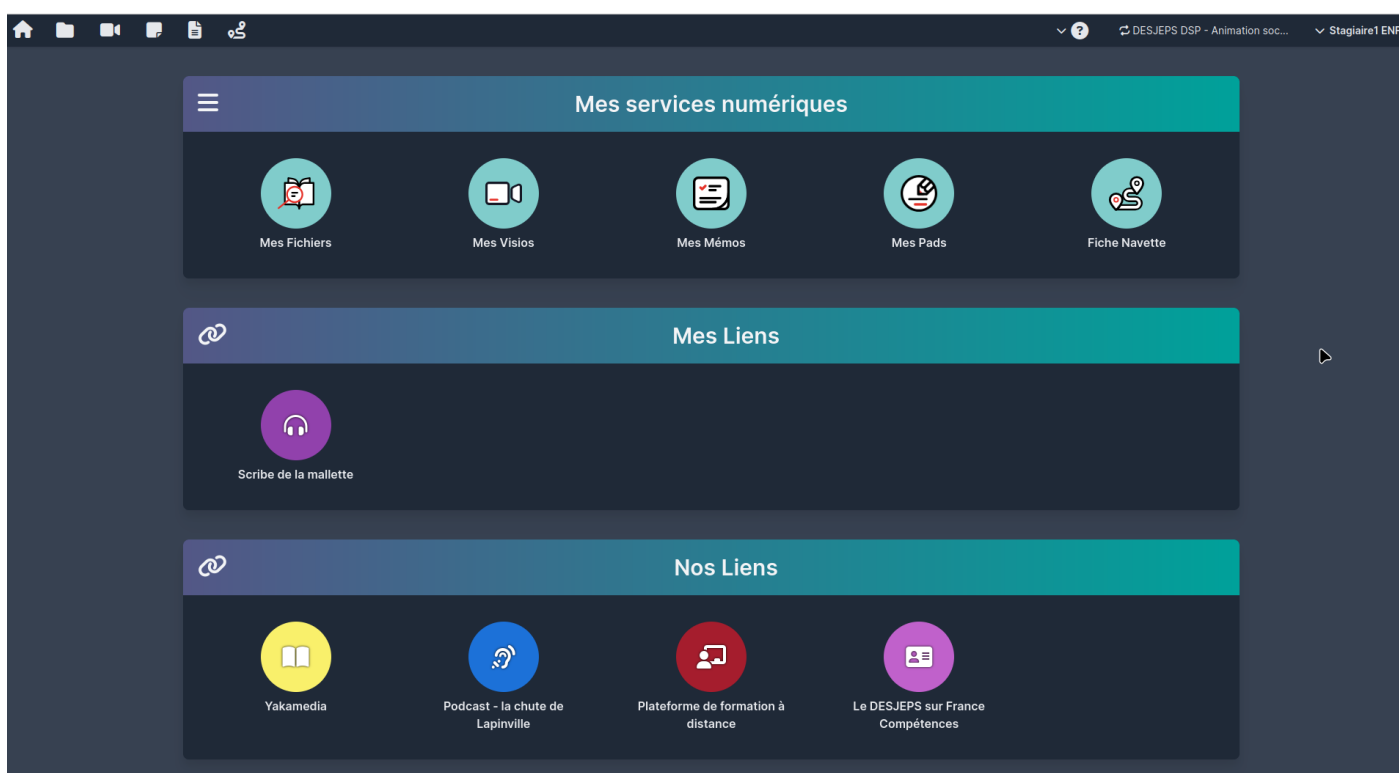 DESJEPS DSP - Animation soc...
Stagiaire1 ENF
Mes services numériques
Mes Fichiers
Mes Visios
Mes Mémos
Mes Pads
Fiche Navette
Mes Liens
Scribe de la mallette
Nos Liens
Yakamedia
Podcast - la chute de
Lapinville
Plateforme de formation à
distance
Le DESJEPS sur France
Compétences